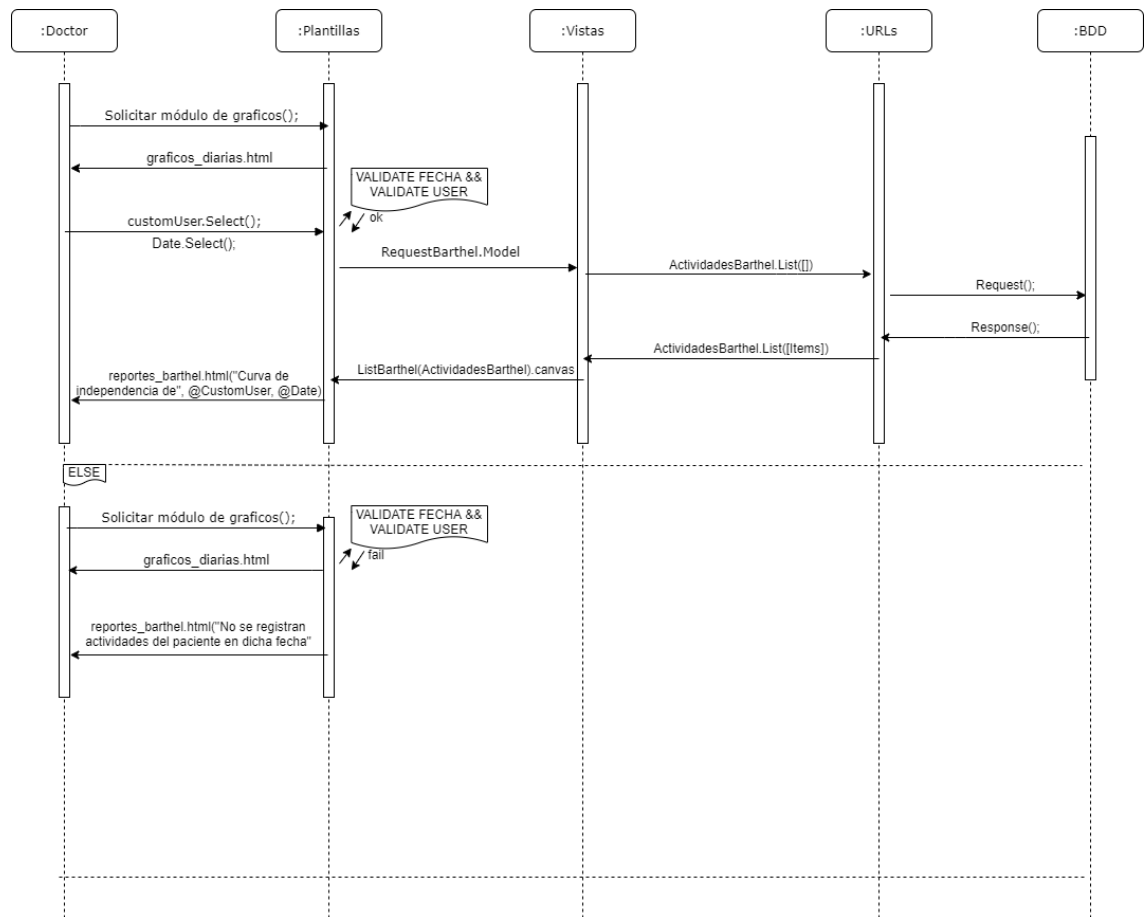 :Doctor
:Plantillas
:Vistas
:URLs
:BDD
Solicitar módulo de graficos();
graficos_diarias.html
VALIDATE FECHA &&
VALIDATE USER
ok
customUser.Select();
Date.Select();
RequestBarthel.Model
ActividadesBarthel.List([])
Request();
Response();
ActividadesBarthel.List([Items])
ListBarthel(ActividadesBarthel).canvas
reportes_barthel.html("Curva de
independencia de", @CustomUser, @Date)
ELSE
Solicitar módulo de graficos();
VALIDATE FECHA &&
VALIDATE USER
fail
graficos_diarias.html
reportes_barthel.html("No se registran
actividades del paciente en dicha fecha"